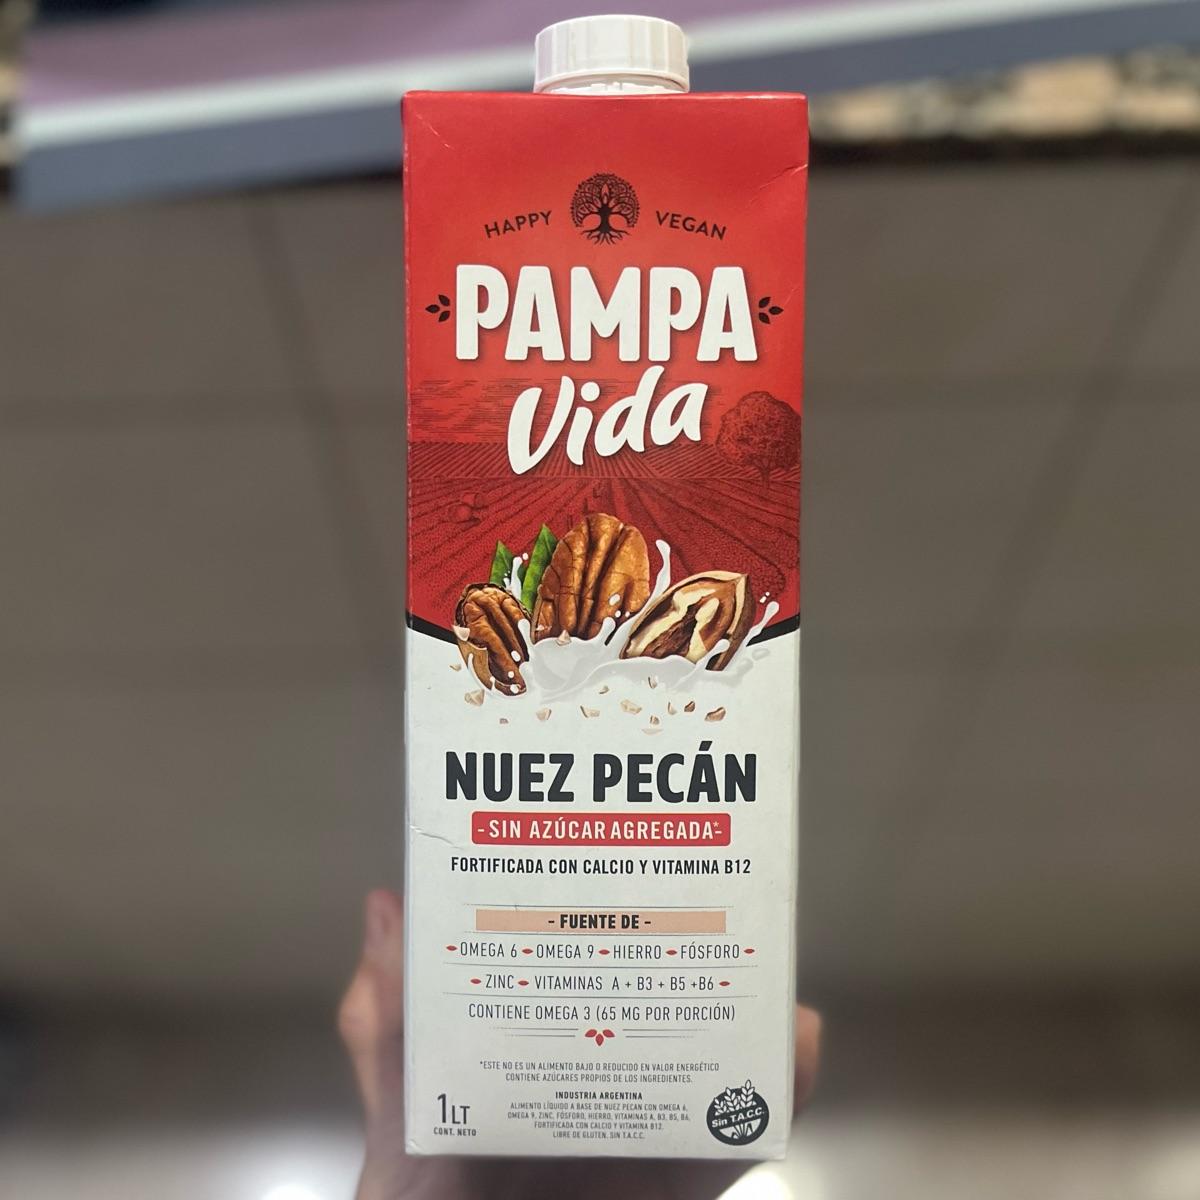 HAPPY VEGAN
PAMPA
Vida
NUEZ PECÁN
- SIN AZÚCAR AGREGADA*-
FORTIFICADA CON CALCIO Y VITAMINA B12
- FUENTE DE -
OMEGA 6 OMEGA 9 HIERRO FÓSFORO
ZINC VITAMINAS A + B3 + B5 +B6
CONTIENE OMEGA 3 (65 MG POR PORCIÓN)
*ESTE NO ES UN ALIMENTO BAJO O REDUCIDO EN VALOR ENERGÉTICO
CONTIENE AZÚCARES PROPIOS DE LOS INGREDIENTES.
INDUSTRIA ARGENTINA
ALIMENTO LÍQUIDO A BASE DE NUEZ PECAN CON OMEGA 6,
OMEGA 9, ZINC, FÓSFORO, HIERRO, VITAMINAS A, B3, B5, B6,
FORTIFICADA CON CALCIO Y VITAMINA B12.
LIBRE DE GLUTEN. SIN T.A.C.C.
1LT
CONT. NETO
Sin T.A.C.C.